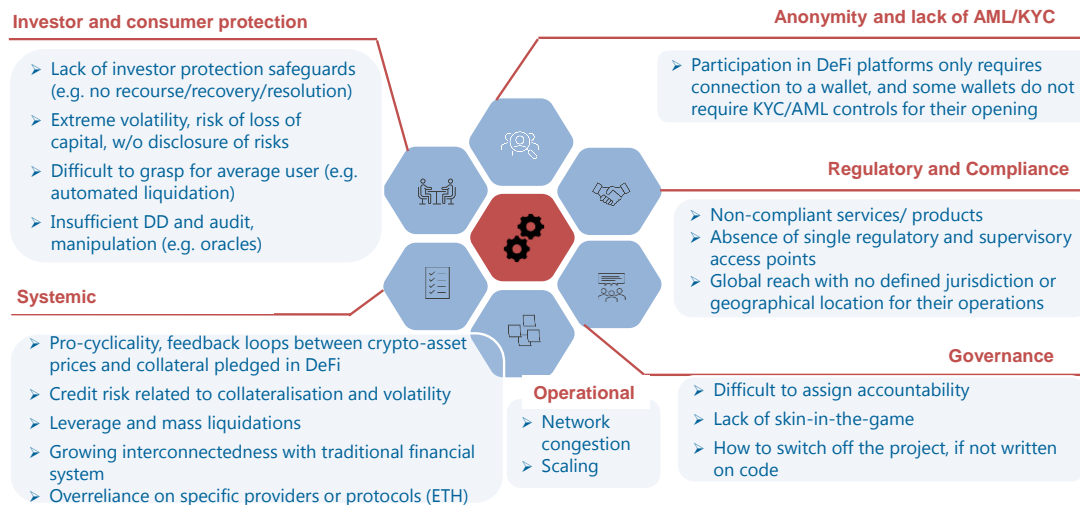 Investor and consumer protection
➢ Lack of investor protection safeguards
(e.g. no recourse/recovery/resolution)
➢ Extreme volatility, risk of loss of
capital, w/o disclosure of risks
➢ Difficult to grasp for average user (e.g.
automated liquidation)
➢ Insufficient DD and audit,
manipulation (e.g. oracles)
Anonymity and lack of AML/KYC
➢ Participation in DeFi platforms only requires
connection to a wallet, and some wallets do not
require KYC/AML controls for their opening
Regulatory and Compliance
➢ Non-compliant services/ products
➢ Absence of single regulatory and supervisory
access points
➢ Global reach with no defined jurisdiction or
geographical location for their operations
Systemic
➢ Pro-cyclicality, feedback loops between crypto-asset
prices and collateral pledged in DeFi
➢ Credit risk related to collateralisation and volatility
➢ Leverage and mass liquidations
➢ Growing interconnectedness with traditional financial
system
➢ Overreliance on specific providers or protocols (ETH)
Operational
➢ Network
congestion
➢ Scaling
Governance
➢ Difficult to assign accountability
➢ Lack of skin-in-the-game
➢ How to switch off the project, if not written
on code